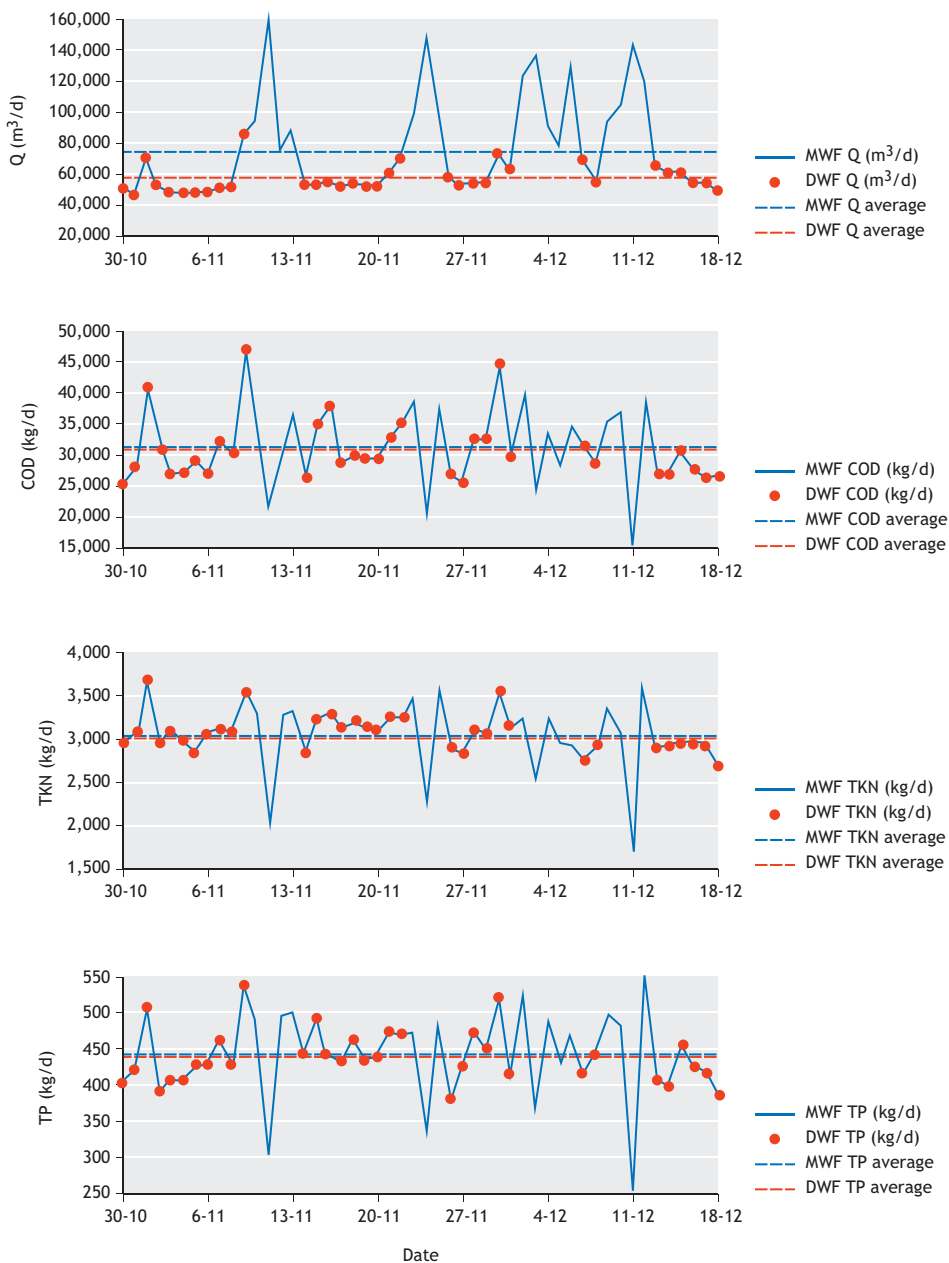 160,000
140,000
120,000
100,000
80,000
60,000
40,000
20,000
Q (m³/d)
30-10 6-11 13-11 20-11 27-11 4-12 11-12 18-12
MWF Q (m³/d)
DWF Q (m³/d)
MWF Q average
DWF Q average
50,000
45,000
40,000
35,000
30,000
25,000
20,000
15,000
COD (kg/d)
30-10 6-11 13-11 20-11 27-11 4-12 11-12 18-12
MWF COD (kg/d)
DWF COD (kg/d)
MWF COD average
DWF COD average
4,000
3,500
3,000
2,500
2,000
1,500
TKN (kg/d)
30-10 6-11 13-11 20-11 27-11 4-12 11-12 18-12
MWF TKN (kg/d)
DWF TKN (kg/d)
MWF TKN average
DWF TKN average
550
500
450
400
350
300
250
TP (kg/d)
30-10 6-11 13-11 20-11 27-11 4-12 11-12 18-12
MWF TP (kg/d)
DWF TP (kg/d)
MWF TP average
DWF TP average
Date